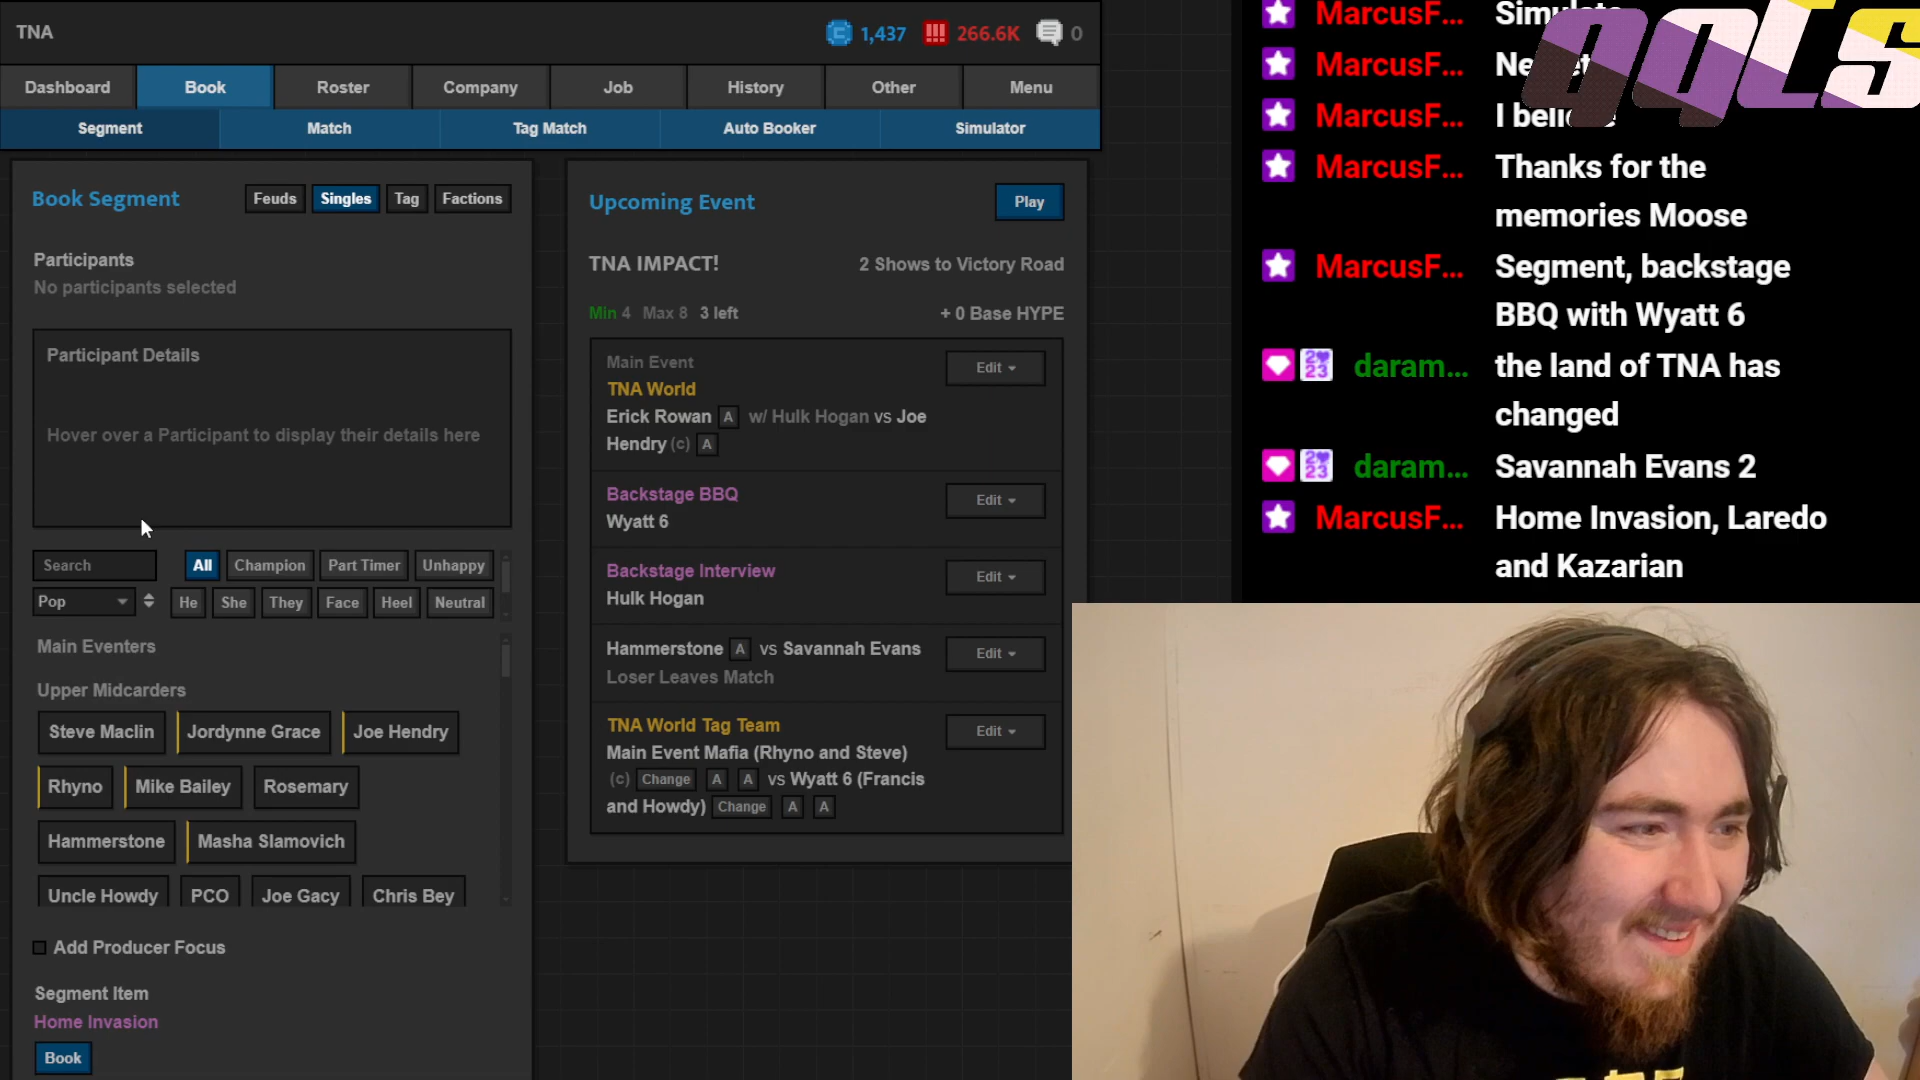 TNA
1,437
266.6K
0
Dashboard
Book
Roster
Company
Job
History
Other
Menu
Segment
Match
Tag Match
Auto Booker
Simulator
Book Segment
Feuds
Singles
Tag
Factions
Participants
No participants selected
Participant Details
Hover over a Participant to display their details here
Search
All
Champion
Part Timer
Unhappy
Pop
He
She
They
Face
Heel
Neutral
Main Eventers
Upper Midcarders
Steve Maclin
Jordynne Grace
Joe Hendry
Rhyno
Mike Bailey
Rosemary
Hammerstone
Masha Slamovich
Uncle Howdy
PCO
Joe Gacy
Chris Bey
Add Producer Focus
Segment Item
Home Invasion
Book
Upcoming Event
Play
TNA IMPACT!
2 Shows to Victory Road
Min 4 Max 8 3 left
+ 0 Base HYPE
Main Event
Edit
TNA World
Erick Rowan A w/ Hulk Hogan vs Joe
Hendry (c) A
Backstage BBQ
Edit
Wyatt 6
Backstage Interview
Edit
Hulk Hogan
Hammerstone A vs Savannah Evans
Edit
Loser Leaves Match
TNA World Tag Team
Edit
Main Event Mafia (Rhyno and Steve)
(c) Change A A vs Wyatt 6 (Francis
and Howdy) Change A A
MarcusF...
MarcusF...
MarcusF... I believe
MarcusF... Thanks for the
memories Moose
MarcusF... Segment, backstage
BBQ with Wyatt 6
daram... the land of TNA has
changed
daram... Savannah Evans 2
MarcusF... Home Invasion, Laredo
and Kazarian
qqLS